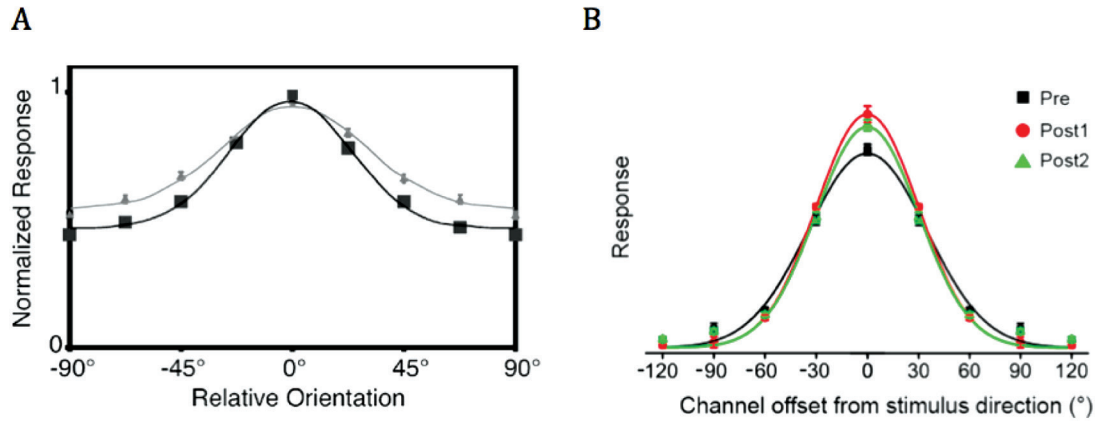 A
B
1
Normalized Response
0
-90°
-45°
0°
45°
90°
Relative Orientation
Pre
Post1
Post2
Response
-120 -90 -60 -30 0 30 60 90 120
Channel offset from stimulus direction (°)